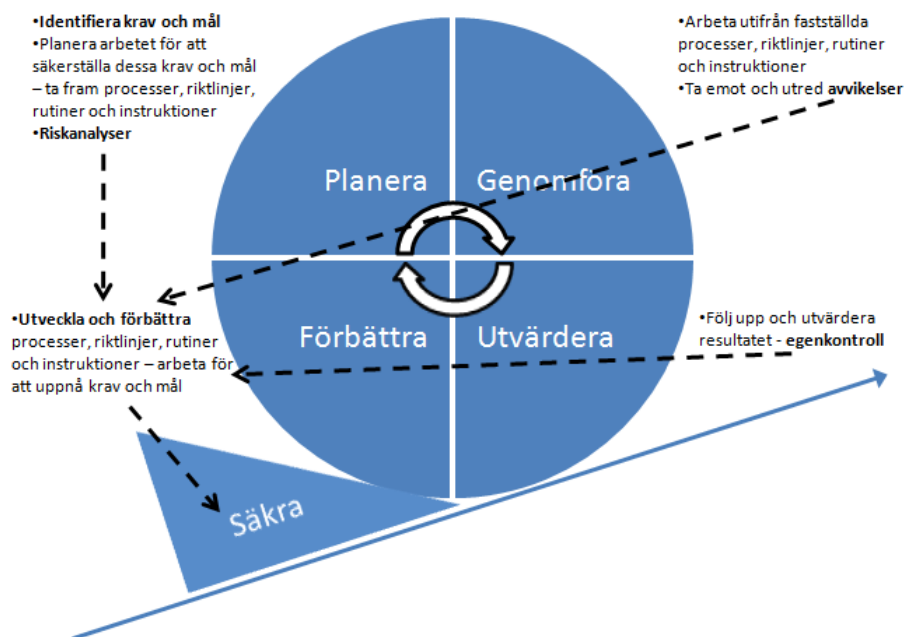 •Identifiera krav och mål
•Planera arbetet för att
säkerställa dessa krav och mål
– ta fram processer, riktlinjer,
rutiner och instruktioner
•Riskanalyser
•Arbeta utifrån fastställda
processer, riktlinjer, rutiner
och instruktioner
•Ta emot och utred avvikelser
Planera
Genomföra
•Utveckla och förbättra
processer, riktlinjer, rutiner
och instruktioner – arbeta för
att uppnå krav och mål
Förbättra
Utvärdera
•Följ upp och utvärdera
resultatet - egenkontroll
Säkra